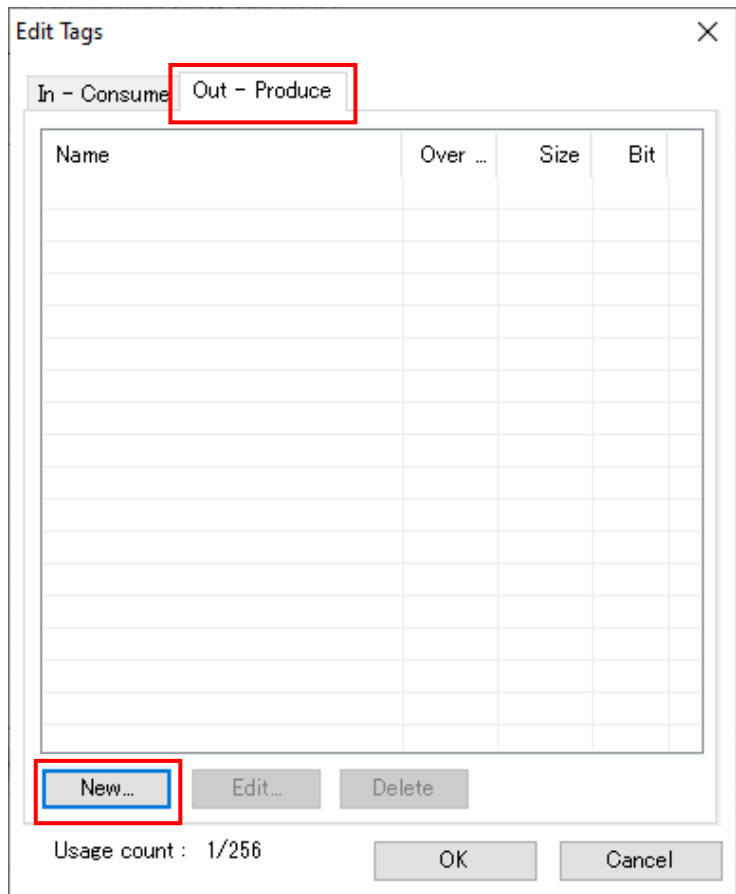 Edit Tags
In - Consume Out - Produce
Name Over ... Size Bit
New... Edit... Delete
Usage count : 1/256 OK Cancel